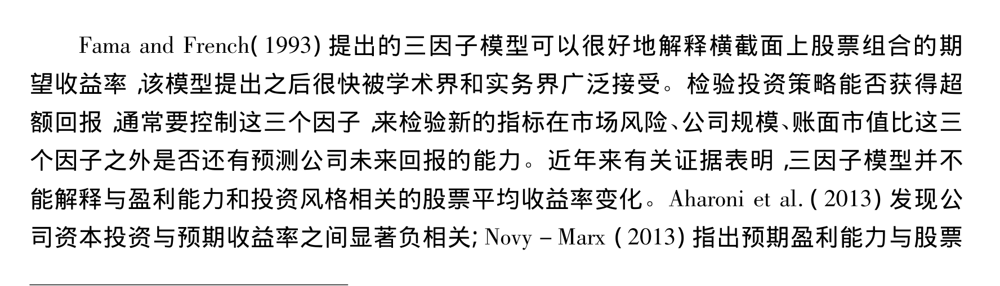 Fama and French( 1993) 提出的三因子模型可以很好地解释横截面上股票组合的期
望收益率 ,该模型提出之后很快被学术界和实务界广泛接受。检验投资策略能否获得超
额回报 ,通常要控制这三个因子 ,来检验新的指标在市场风险、公司规模、账面市值比这三
个因子之外是否还有预测公司未来回报的能力。近年来有关证据表明 ,三因子模型并不
能解释与盈利能力和投资风格相关的股票平均收益率变化。Aharoni et al. ( 2013) 发现公
司资本投资与预期收益率之间显著负相关; Novy - Marx ( 2013) 指出预期盈利能力与股票